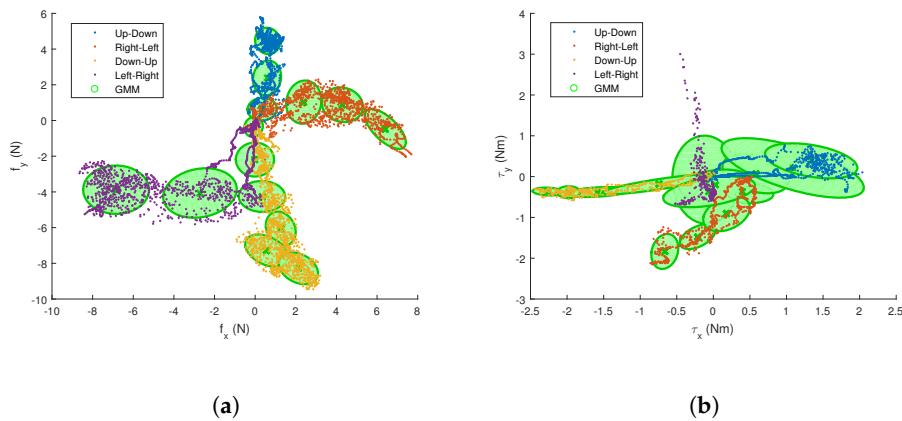 Up-Down
Right-Left
Down-Up
Left-Right
GMM
6
4
2
0
-2
-4
-6
-8
-10
f_y (N)
-10 -8 -6 -4 -2 0 2 4 6 8
f_x (N)
(a)
Up-Down
Right-Left
Down-Up
Left-Right
GMM
4
3
2
1
0
-1
-2
-3
τ_y (Nm)
-2.5 -2 -1.5 -1 -0.5 0 0.5 1 1.5 2 2.5
τ_x (Nm)
(b)